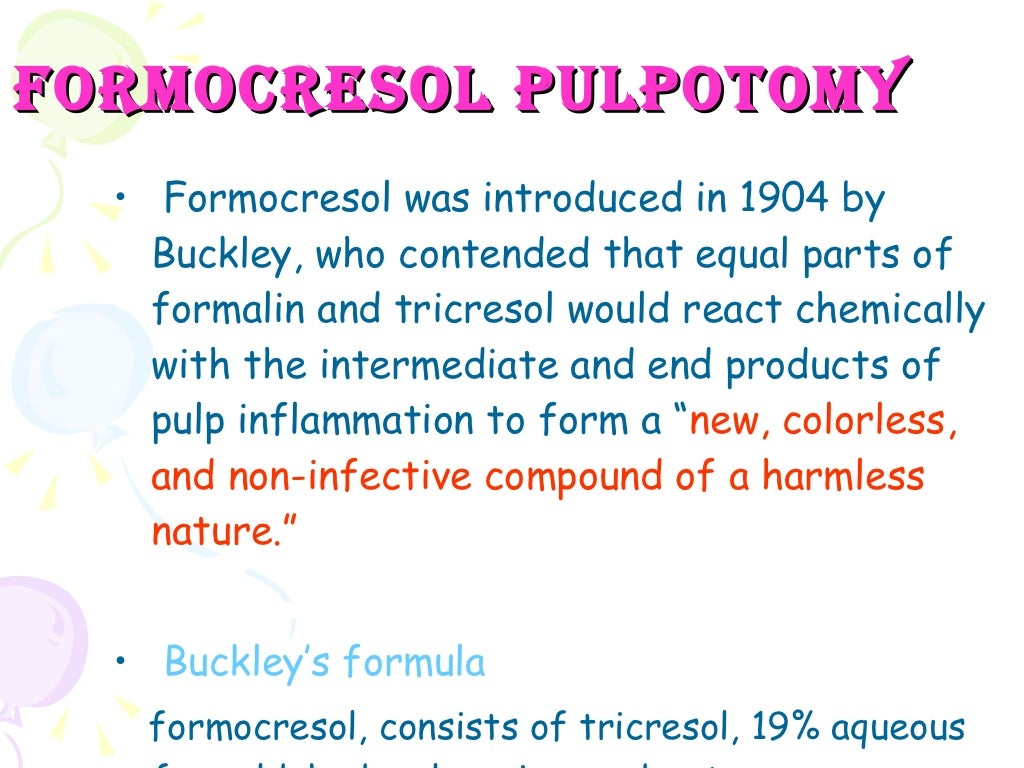 FORMOCRESOL PULPOTOMY
• Formocresol was introduced in 1904 by
Buckley, who contended that equal parts of
formalin and tricresol would react chemically
with the intermediate and end products of
pulp inflammation to form a “new, colorless,
and non-infective compound of a harmless
nature.”
• Buckley’s formula
formocresol, consists of tricresol, 19% aqueous